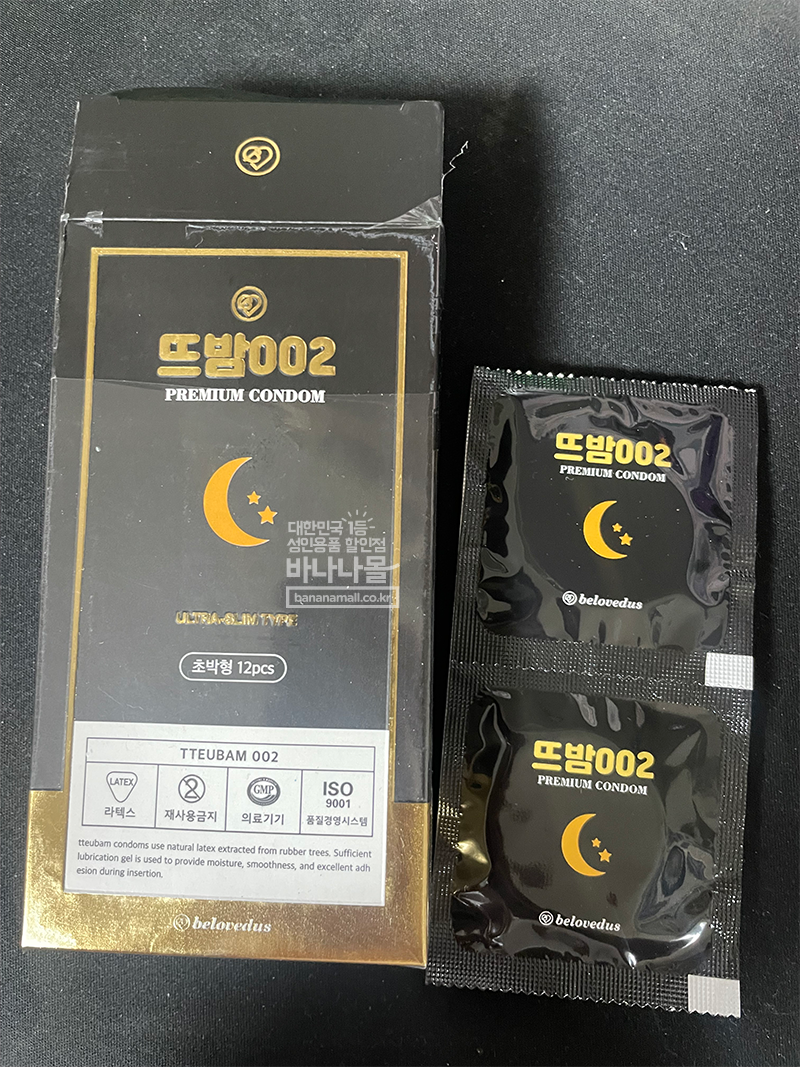 뜨밤002
PREMIUM CONDOM
대한민국 1등
성인용품 할인점
바나나몰
bananamall.co.kr
ULTRA-SLIM TYPE
초박형 12pcs
TTEUBAM 002
LATEX
라텍스
2
재사용금지
GMP
의료기기
ISO
9001
품질경영시스템
tteubam condoms use natural latex extracted from rubber trees. Sufficient
lubrication gel is used to provide moisture, smoothness, and excellent adh
esion during insertion.
belovedus
뜨밤002
PREMIUM CONDOM
belovedus
뜨밤002
PREMIUM CONDOM
belovedus